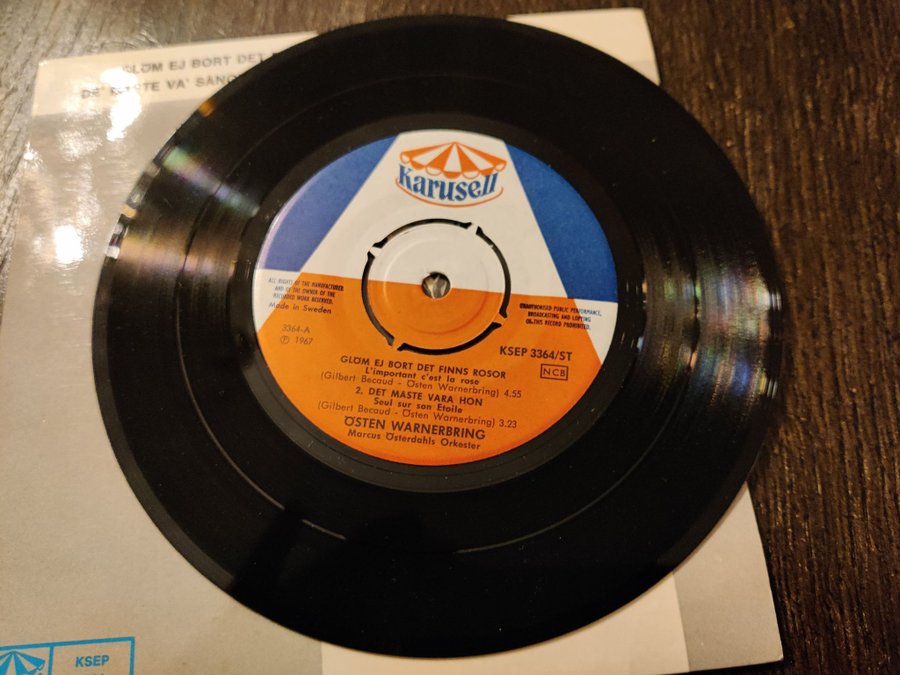 GLÖM EJ BORT DET
DE' VA' SÅNG
Karusell
ALL RIGHTS OF THE MANUFACTURER
AND OF THE OWNER OF THE
RECORDED WORK RESERVED.
Made in Sweden
UNAUTHORISED PUBLIC PERFORMANCE,
BROADCASTING AND COPYING
OF THIS RECORD PROHIBITED.
3364-A
℗ 1967
KSEP 3364/ST
NCB
GLÖM EJ BORT DET FINNS ROSOR
L'important c'est la rose
(Gilbert Becaud - Östen Warnerbring) 4.55
2. DET MÅSTE VARA HON
Seul sur son Etoile
(Gilbert Becaud - Östen Warnerbring) 3.23
ÖSTEN WARNERBRING
Marcus Österdahls Orkester
KSEP